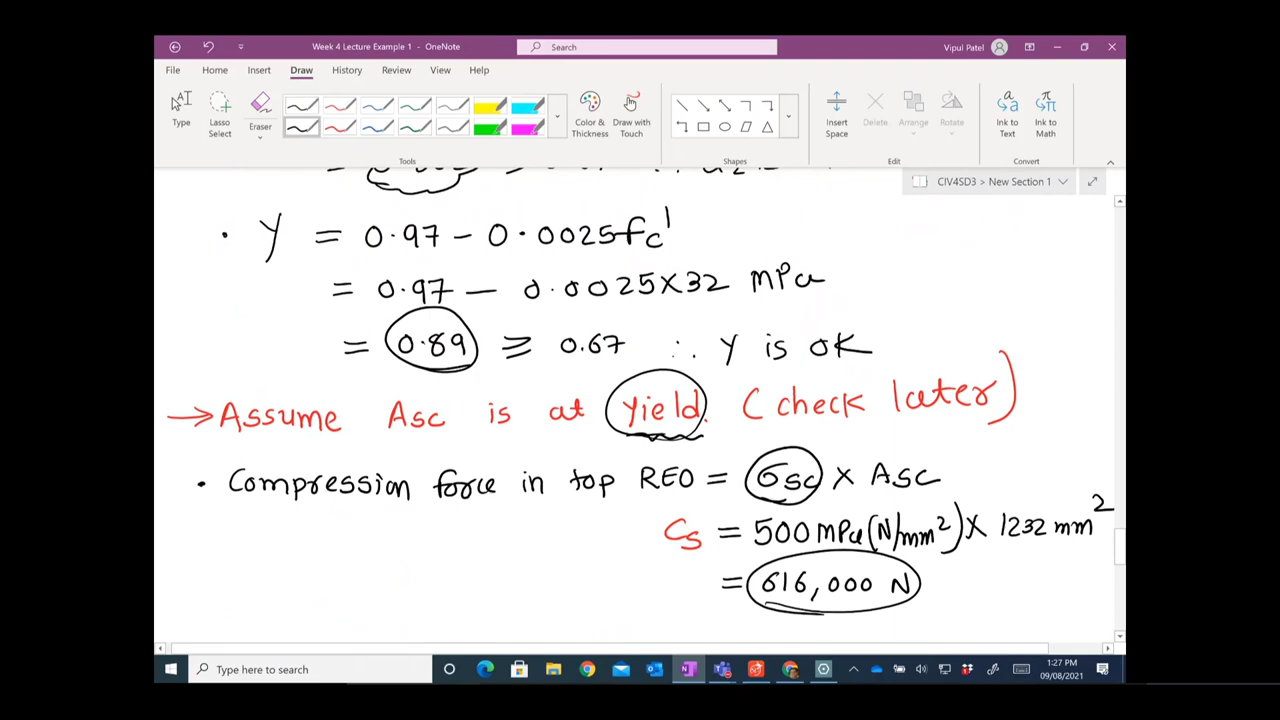 Week 4 Lecture Example 1 - OneNote
Search
Vipul Patel
File Home Insert Draw History Review View Help
Type
Lasso Select
Eraser
Color & Thickness
Draw with Touch
Insert Space
Delete
Arrange
Rotate
Ink to Text
Ink to Math
Tools Shapes Edit Convert
CIV4SD3 > New Section 1
· γ = 0.97 - 0.0025fc'
= 0.97 - 0.0025×32 MPa
= 0.89 ≥ 0.67 ∴ γ is OK
→ Assume Asc is at yield. (check later)
· Compression force in top REO = σsc × Asc
Cs = 500 MPa (N/mm²) × 1232 mm²
= 616,000 N
Type here to search
1:27 PM
09/08/2021